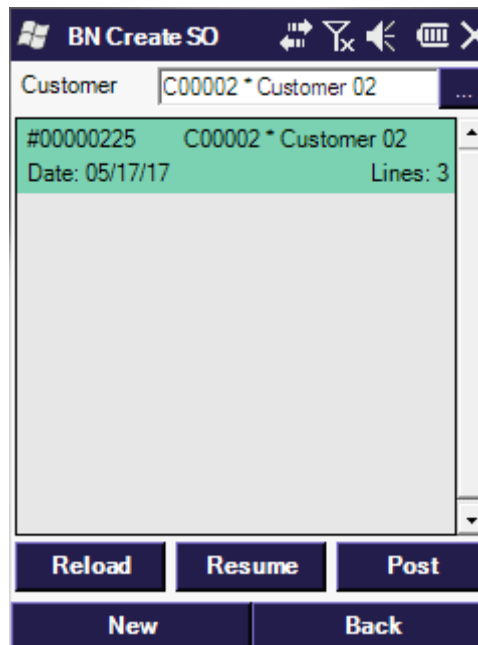 BN Create SO
Customer C00002 * Customer 02 ...
#00000225 C00002 * Customer 02
Date: 05/17/17 Lines: 3
Reload Resume Post
New Back